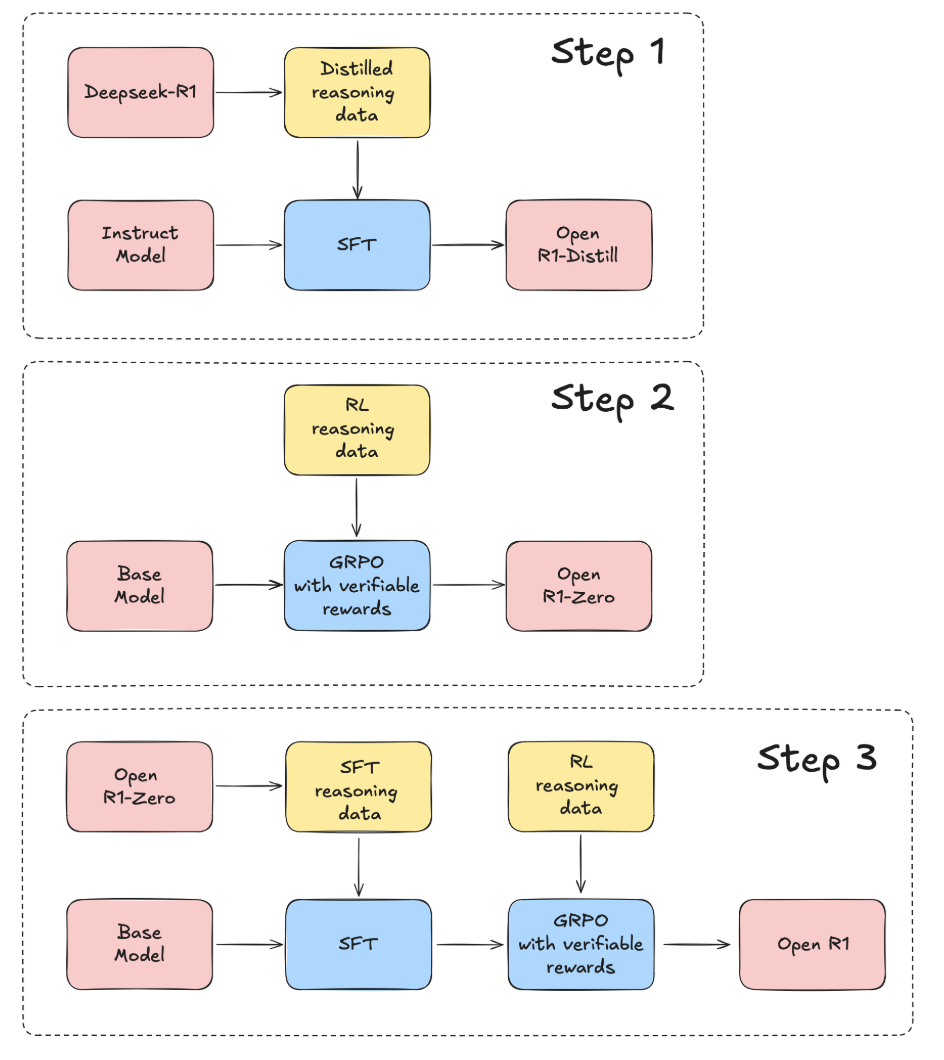 Step 1
Deepseek-R1
Distilled
reasoning
data
Instruct
Model
SFT
Open
R1-Distill
Step 2
RL
reasoning
data
Base
Model
GRPO
with verifiable
rewards
Open
R1-Zero
Step 3
Open
R1-Zero
SFT
reasoning
data
RL
reasoning
data
Base
Model
SFT
GRPO
with verifiable
rewards
Open R1